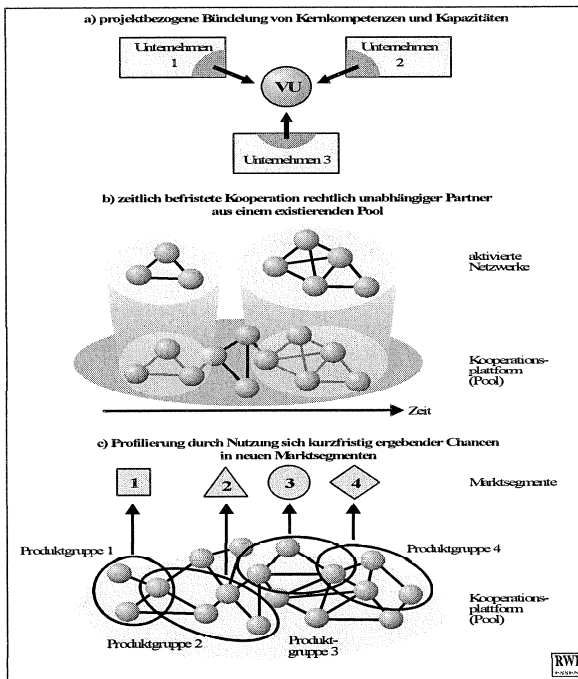 a) projektbezogene Bündelung von Kernkompetenzen und Kapazitäten
Unternehmen
1
Unternehmen
2
VU
Unternehmen 3
b) zeitlich befristete Kooperation rechtlich unabhängiger Partner
aus einem existierenden Pool
aktivierte
Netzwerke
Kooperations-
plattform
(Pool)
Zeit
c) Profilierung durch Nutzung sich kurzfristig ergebender Chancen
in neuen Marktsegmenten
1
2
3
4
Marktsegmente
Produktgruppe 1
Produktgruppe 4
Kooperations-
plattform
(Pool)
Produktgruppe 2
Produkt-
gruppe 3
RWI
ESSEN